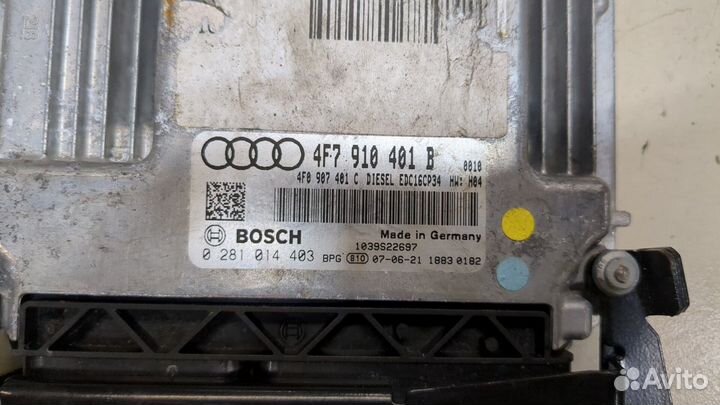 4F7 910 401 B 0010
4F0 907 401 C DIESEL EDC16CP34 HW: H04
BOSCH
Made in Germany
1039S22697
0 281 014 403 BPG 810 07-06-21 1883 0182
Avito